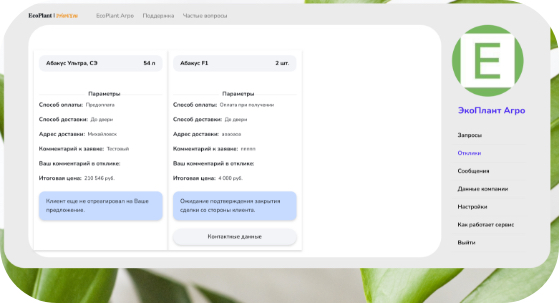 EcoPlant
EcoPlant Агро Поддержка Частые вопросы
E
ЭкоПлант Агро
Запросы
Отклики
Сообщения
Данные компании
Настройки
Как работает сервис
Выйти
Абакус Ультра, СЭ 54 л
Параметры
Способ оплаты: Предоплата
Способ доставки: До двери
Адрес доставки: Михайловск
Комментарий к заявке: Тестовый
Ваш комментарий в отклике:
Итоговая цена: 210 546 руб.
Клиент еще не отреагировал на Ваше
предложение.
Абакус F1 2 шт.
Параметры
Способ оплаты: Оплата при получении
Способ доставки: До двери
Адрес доставки:
Комментарий к заявке:
Ваш комментарий в отклике:
Итоговая цена: 4 000 руб.
Ожидание подтверждения закрытия
сделки со стороны клиента.
Контактные данные